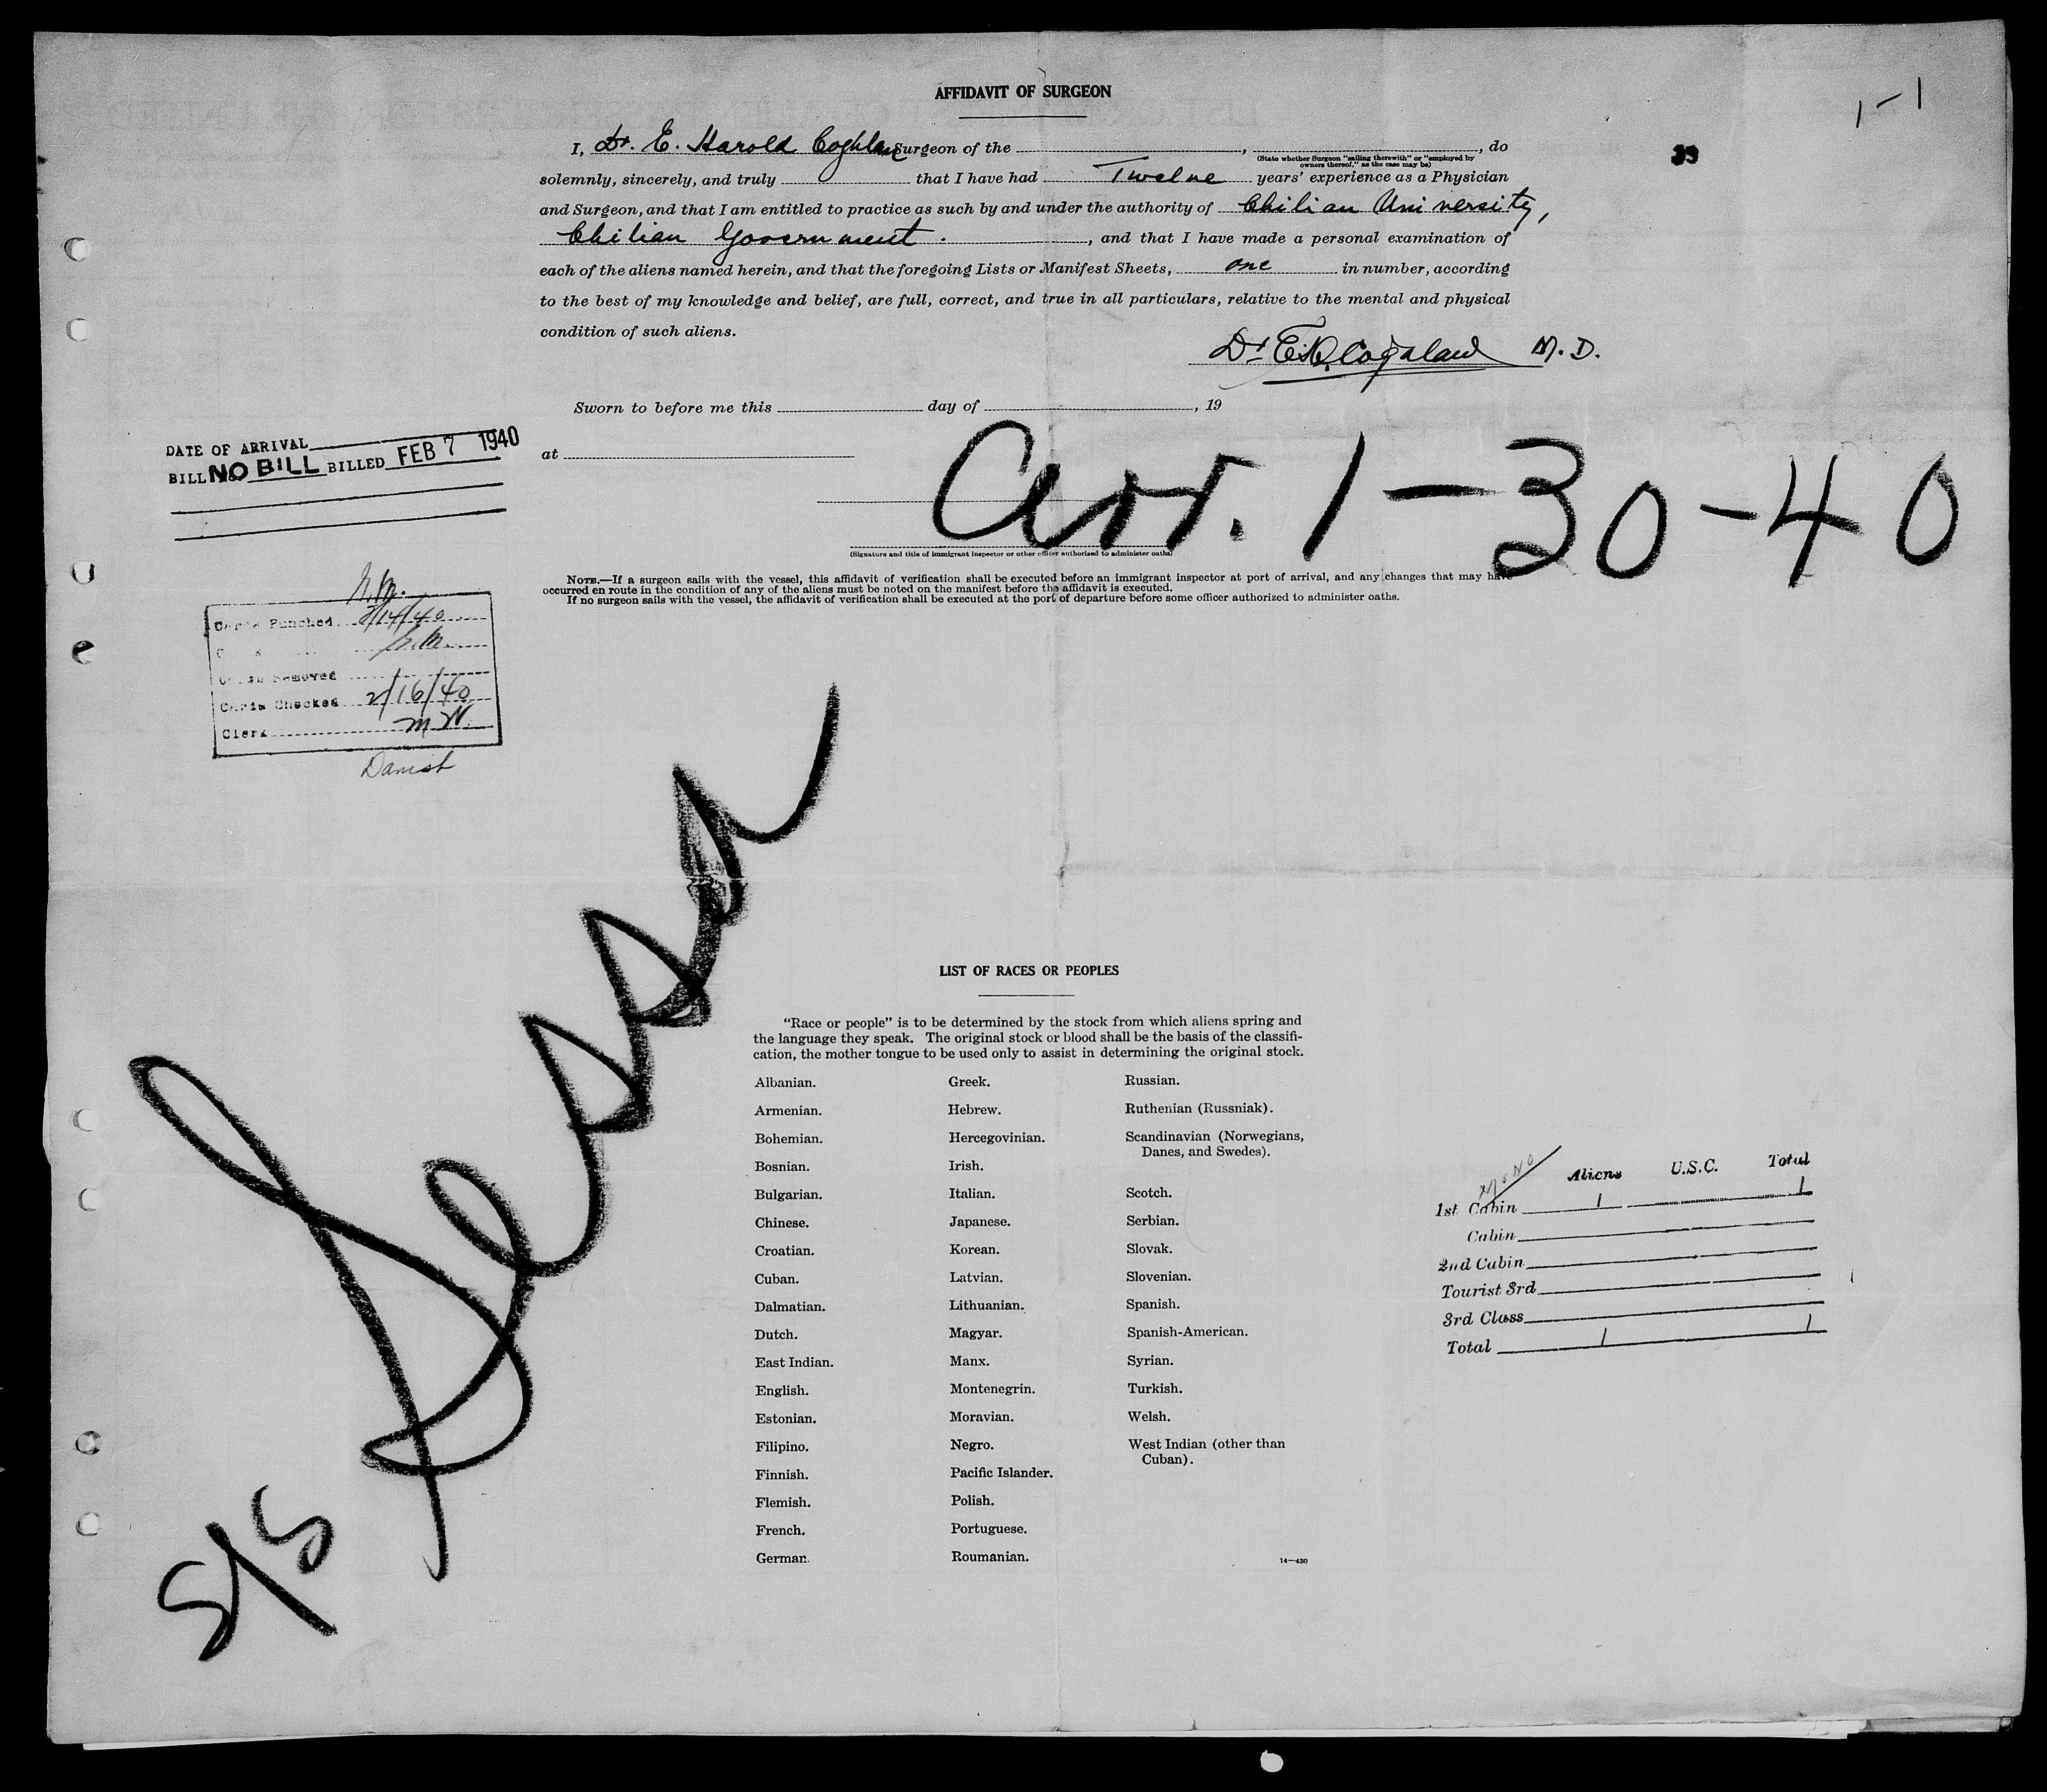 AFFIDAVIT OF SURGEON
1-1
I, Dr. E. Harold Coghlan Surgeon of the , , do
(State whether Surgeon "sailing therewith" or "employed by
owners thereof," as the case may be)
39
solemnly, sincerely, and truly that I have had Twelve years' experience as a Physician
and Surgeon, and that I am entitled to practice as such by and under the authority of Chilian University,
Chilian Government. , and that I have made a personal examination of
each of the aliens named herein, and that the foregoing Lists or Manifest Sheets, one in number, according
to the best of my knowledge and belief, are full, correct, and true in all particulars, relative to the mental and physical
condition of such aliens.
Dr E.H. Coghlan M.D.
Sworn to before me this day of , 19
at
Arr. 1-30-40
DATE OF ARRIVAL
BILL NO BILL BILLED FEB 7 1940
(Signature and title of immigrant inspector or other officer authorized to administer oaths)
NOTE.—If a surgeon sails with the vessel, this affidavit of verification shall be executed before an immigrant inspector at port of arrival, and any changes that may have
occurred en route in the condition of any of the aliens must be noted on the manifest before the affidavit is executed.
If no surgeon sails with the vessel, the affidavit of verification shall be executed at the port of departure before some officer authorized to administer oaths.
Cards Punched 2/14/40
Cards Removed
Cards Checked 2/16/40
Clerk
Danish
S/S Sessa
LIST OF RACES OR PEOPLES
"Race or people" is to be determined by the stock from which aliens spring and
the language they speak. The original stock or blood shall be the basis of the classifi-
cation, the mother tongue to be used only to assist in determining the original stock.
Albanian.
Armenian.
Bohemian.
Bosnian.
Bulgarian.
Chinese.
Croatian.
Cuban.
Dalmatian.
Dutch.
East Indian.
English.
Estonian.
Filipino.
Finnish.
Flemish.
French.
German.
Greek.
Hebrew.
Hercegovinian.
Irish.
Italian.
Japanese.
Korean.
Latvian.
Lithuanian.
Magyar.
Manx.
Montenegrin.
Moravian.
Negro.
Pacific Islander.
Polish.
Portuguese.
Roumanian.
Russian.
Ruthenian (Russniak).
Scandinavian (Norwegians,
Danes, and Swedes).
Scotch.
Serbian.
Slovak.
Slovenian.
Spanish.
Spanish-American.
Syrian.
Turkish.
Welsh.
West Indian (other than
Cuban).
14—430
Aliens U.S.C. Total
1st Cabin 1 1
Cabin
2nd Cabin
Tourist 3rd
3rd Class
Total 1 1